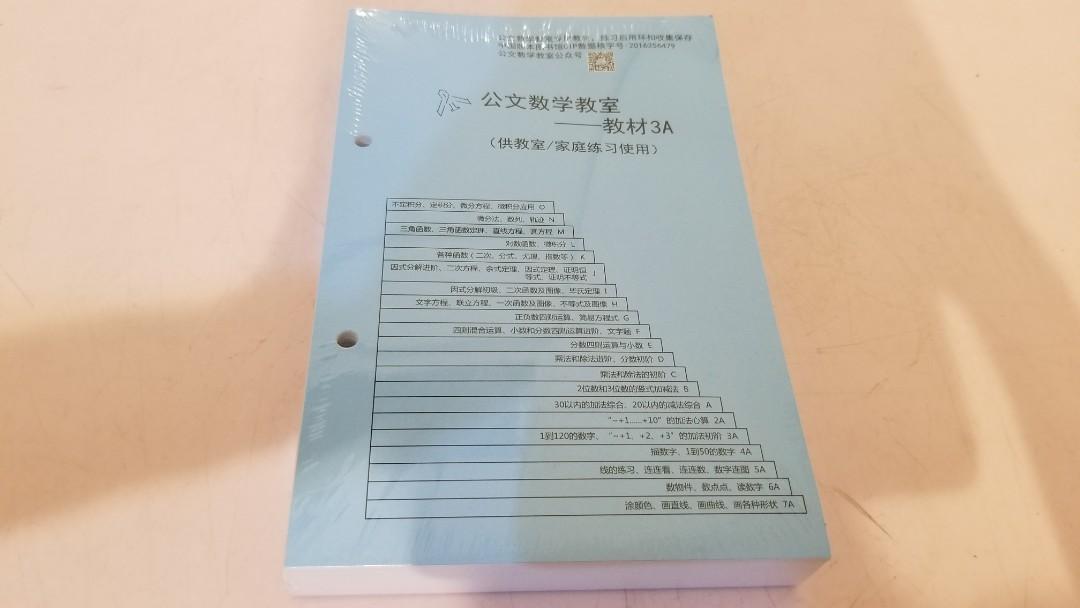 公文数学教室
——教材3A
（供教室/家庭练习使用）
不定积分、定积分、微分方程、微积分应用 O
微分法、数列、轨迹 N
三角函数、三角函数定理、直线方程、圆方程 M
对数函数、微积分 L
各种函数（二次、分式、无理、指数等） K
因式分解进阶、二次方程、余式定理、因式定理、证明恒 J
等式、证明不等式
因式分解初级、二次函数及图像、毕氏定理 I
文字方程、联立方程、一次函数及图像、不等式及图像 H
正负数四则运算、简易方程式 G
四则混合运算、小数和分数四则运算进阶、文字题 F
分数四则运算与小数 E
乘法和除法进阶、分数初阶 D
乘法和除法的初阶 C
2位数和3位数的竖式加减法 B
30以内的加法综合、20以内的减法综合 A
“~+1……+10”的加法心算 2A
1到120的数字、“~+1、+2、+3”的加法初阶 3A
描数字、1到50的数字 4A
线的练习、连连看、连连数、数字连图 5A
数物件、数点点、读数字 6A
涂颜色、画直线、画曲线、画各种形状 7A